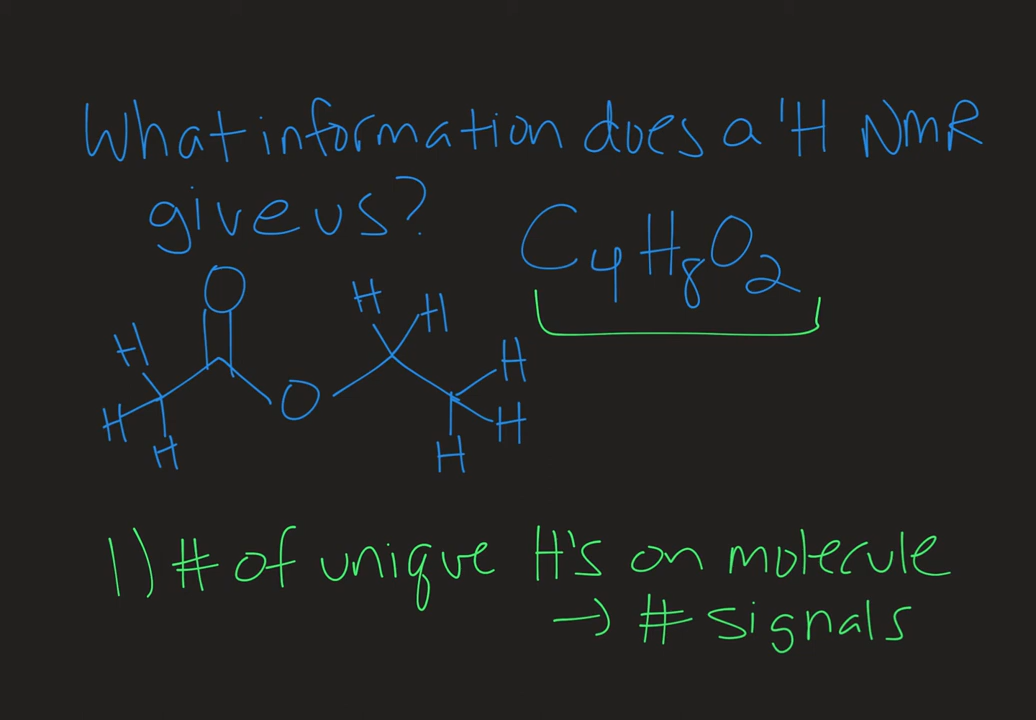 What information does a ¹H NMR
give us?
C₄H₈O₂
O
H H
H
H
O
H
H
H
H
1) # of unique H's on molecule
→ # signals